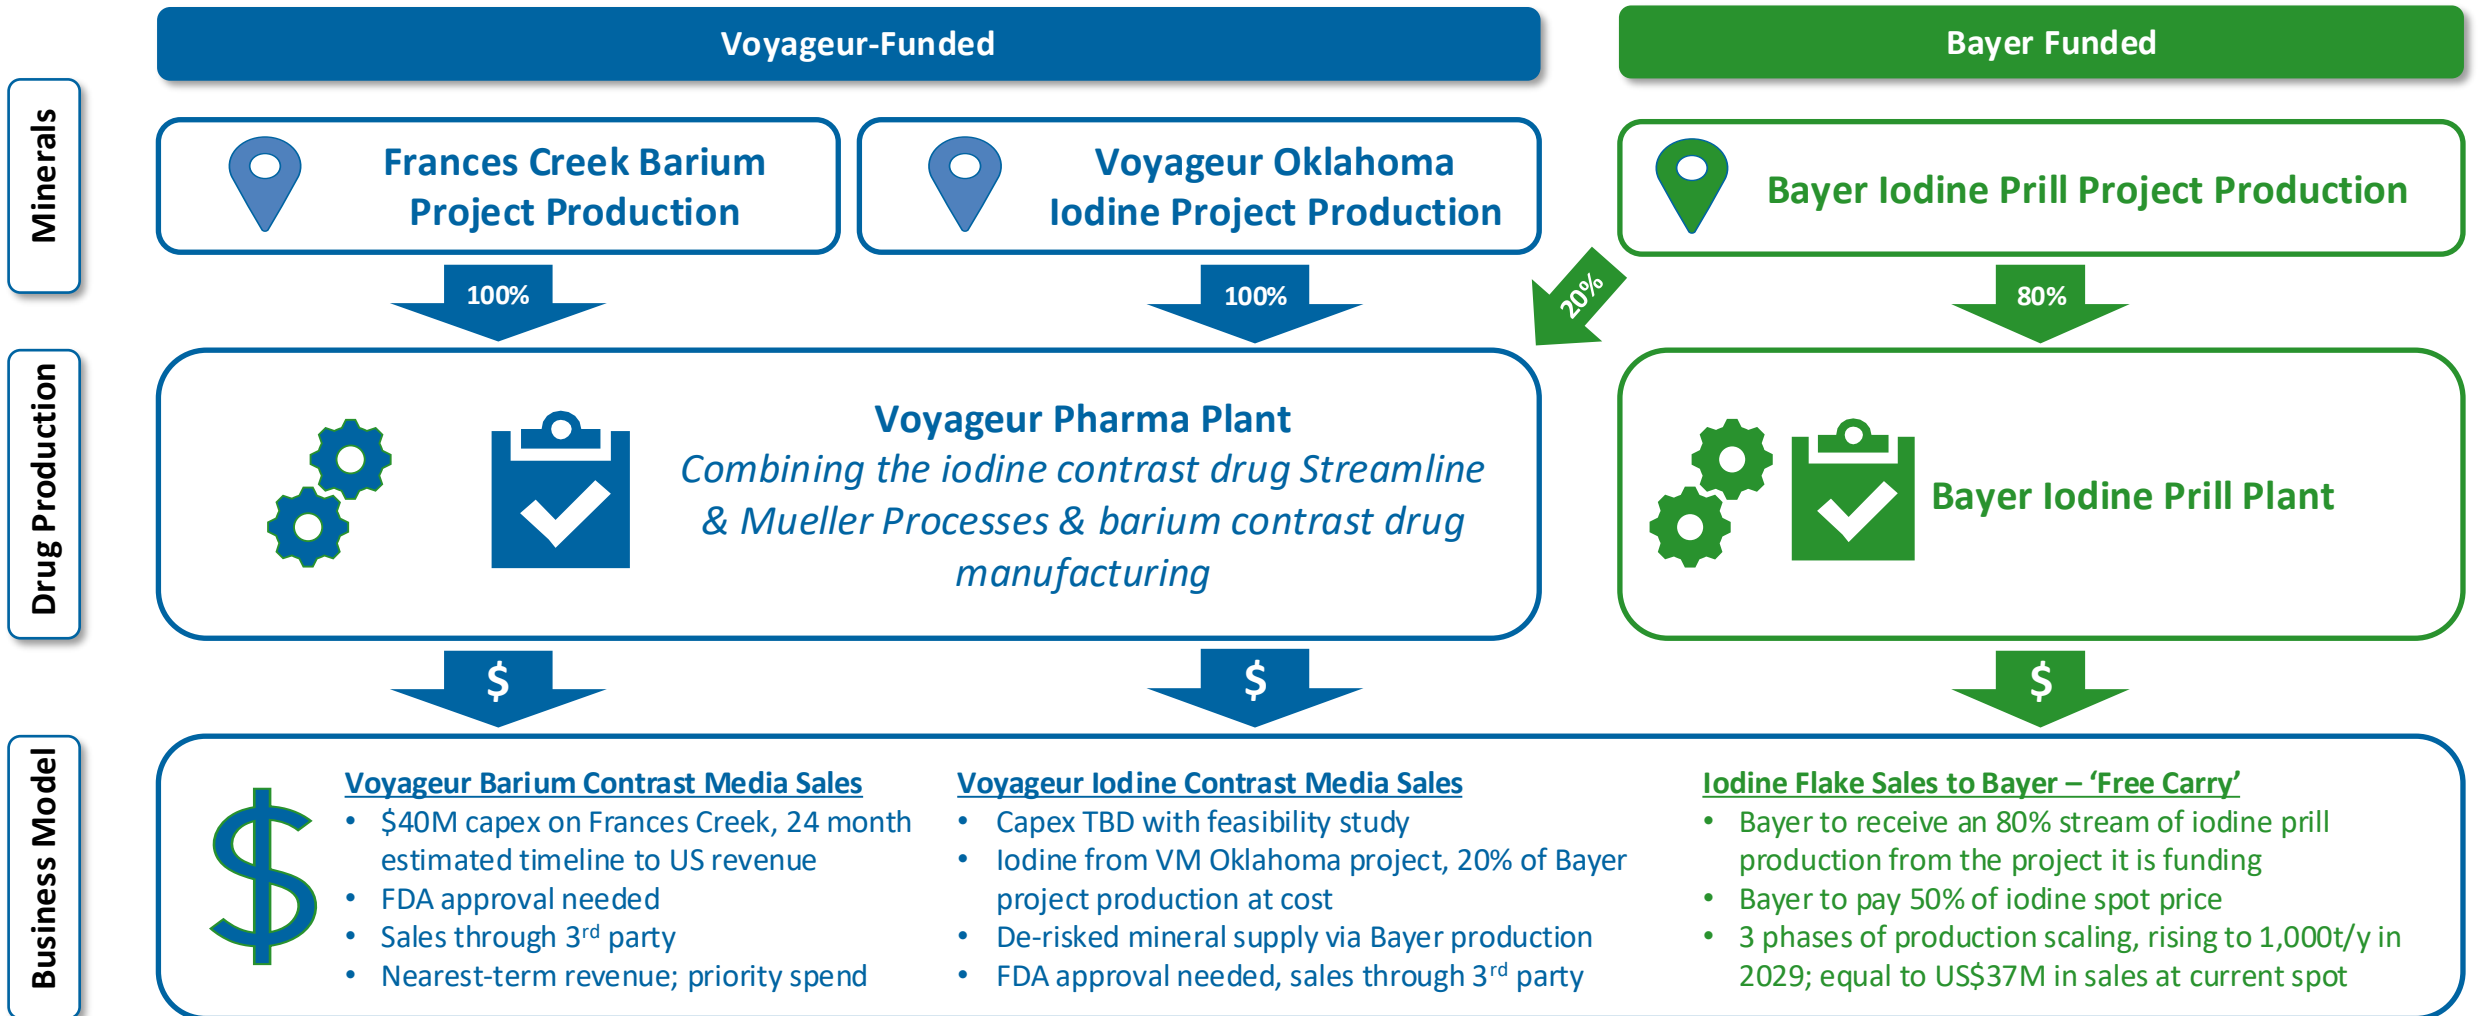 Voyageur-Funded
Bayer Funded
Minerals
Frances Creek Barium
Project Production
Voyageur Oklahoma
Iodine Project Production
Bayer Iodine Prill Project Production
100%
100%
20%
80%
Drug Production
Voyageur Pharma Plant
Combining the iodine contrast drug Streamline
& Mueller Processes & barium contrast drug
manufacturing
Bayer Iodine Prill Plant
$
$
$
Business Model
$
Voyageur Barium Contrast Media Sales
• $40M capex on Frances Creek, 24 month
estimated timeline to US revenue
• FDA approval needed
• Sales through 3rd party
• Nearest-term revenue; priority spend
Voyageur Iodine Contrast Media Sales
• Capex TBD with feasibility study
• Iodine from VM Oklahoma project, 20% of Bayer
project production at cost
• De-risked mineral supply via Bayer production
• FDA approval needed, sales through 3rd party
Iodine Flake Sales to Bayer – ‘Free Carry’
• Bayer to receive an 80% stream of iodine prill
production from the project it is funding
• Bayer to pay 50% of iodine spot price
• 3 phases of production scaling, rising to 1,000t/y in
2029; equal to US$37M in sales at current spot